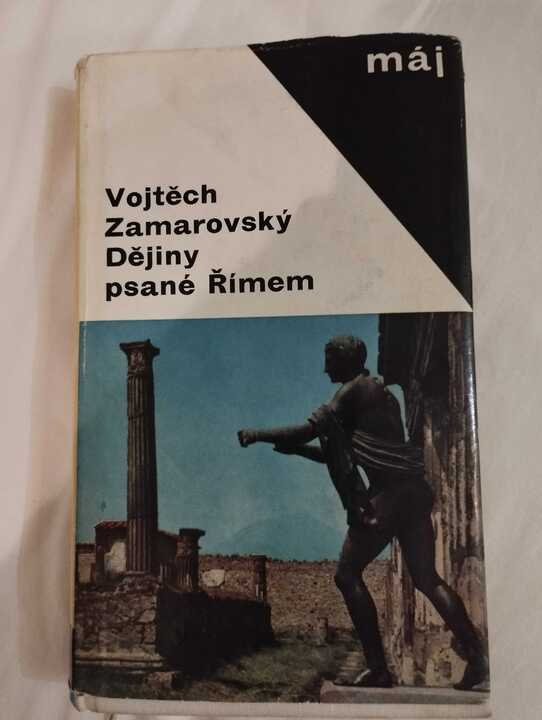 máj
Vojtěch
Zamarovský
Dějiny
psané Římem